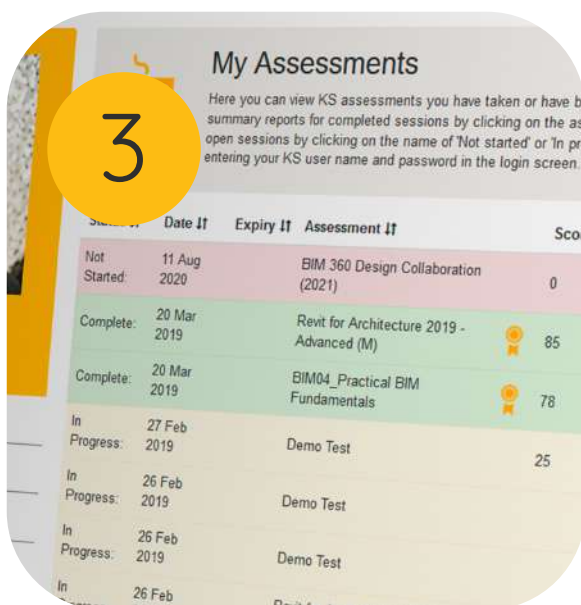 3
My Assessments
Here you can view KS assessments you have taken or have b
summary reports for completed sessions by clicking on the as
open sessions by clicking on the name of 'Not started' or 'In pr
entering your KS user name and password in the login screen.
Date Expiry Assessment Sco
Not Started: 11 Aug 2020 BIM 360 Design Collaboration (2021) 0
Complete: 20 Mar 2019 Revit for Architecture 2019 - Advanced (M) 85
Complete: 20 Mar 2019 BIM04_Practical BIM Fundamentals 78
In Progress: 27 Feb 2019 Demo Test 25
In Progress: 26 Feb 2019 Demo Test
In Progress: 26 Feb 2019 Demo Test
In 26 Feb